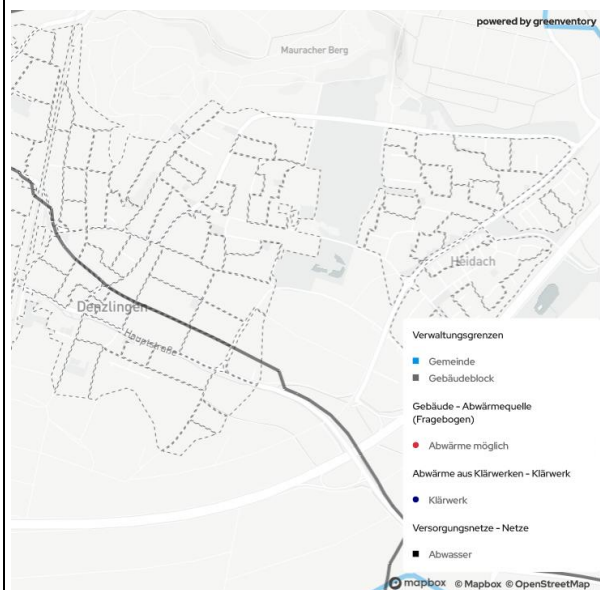 powered by greenventory
Mauracher Berg
Heidach
Denzlingen
Hauptstraße
Verwaltungsgrenzen
Gemeinde
Gebäudeblock
Gebäude - Abwärmequelle
(Fragebogen)
Abwärme möglich
Abwärme aus Klärwerken - Klärwerk
Klärwerk
Versorgungsnetze - Netze
Abwasser
mapbox © Mapbox © OpenStreetMap